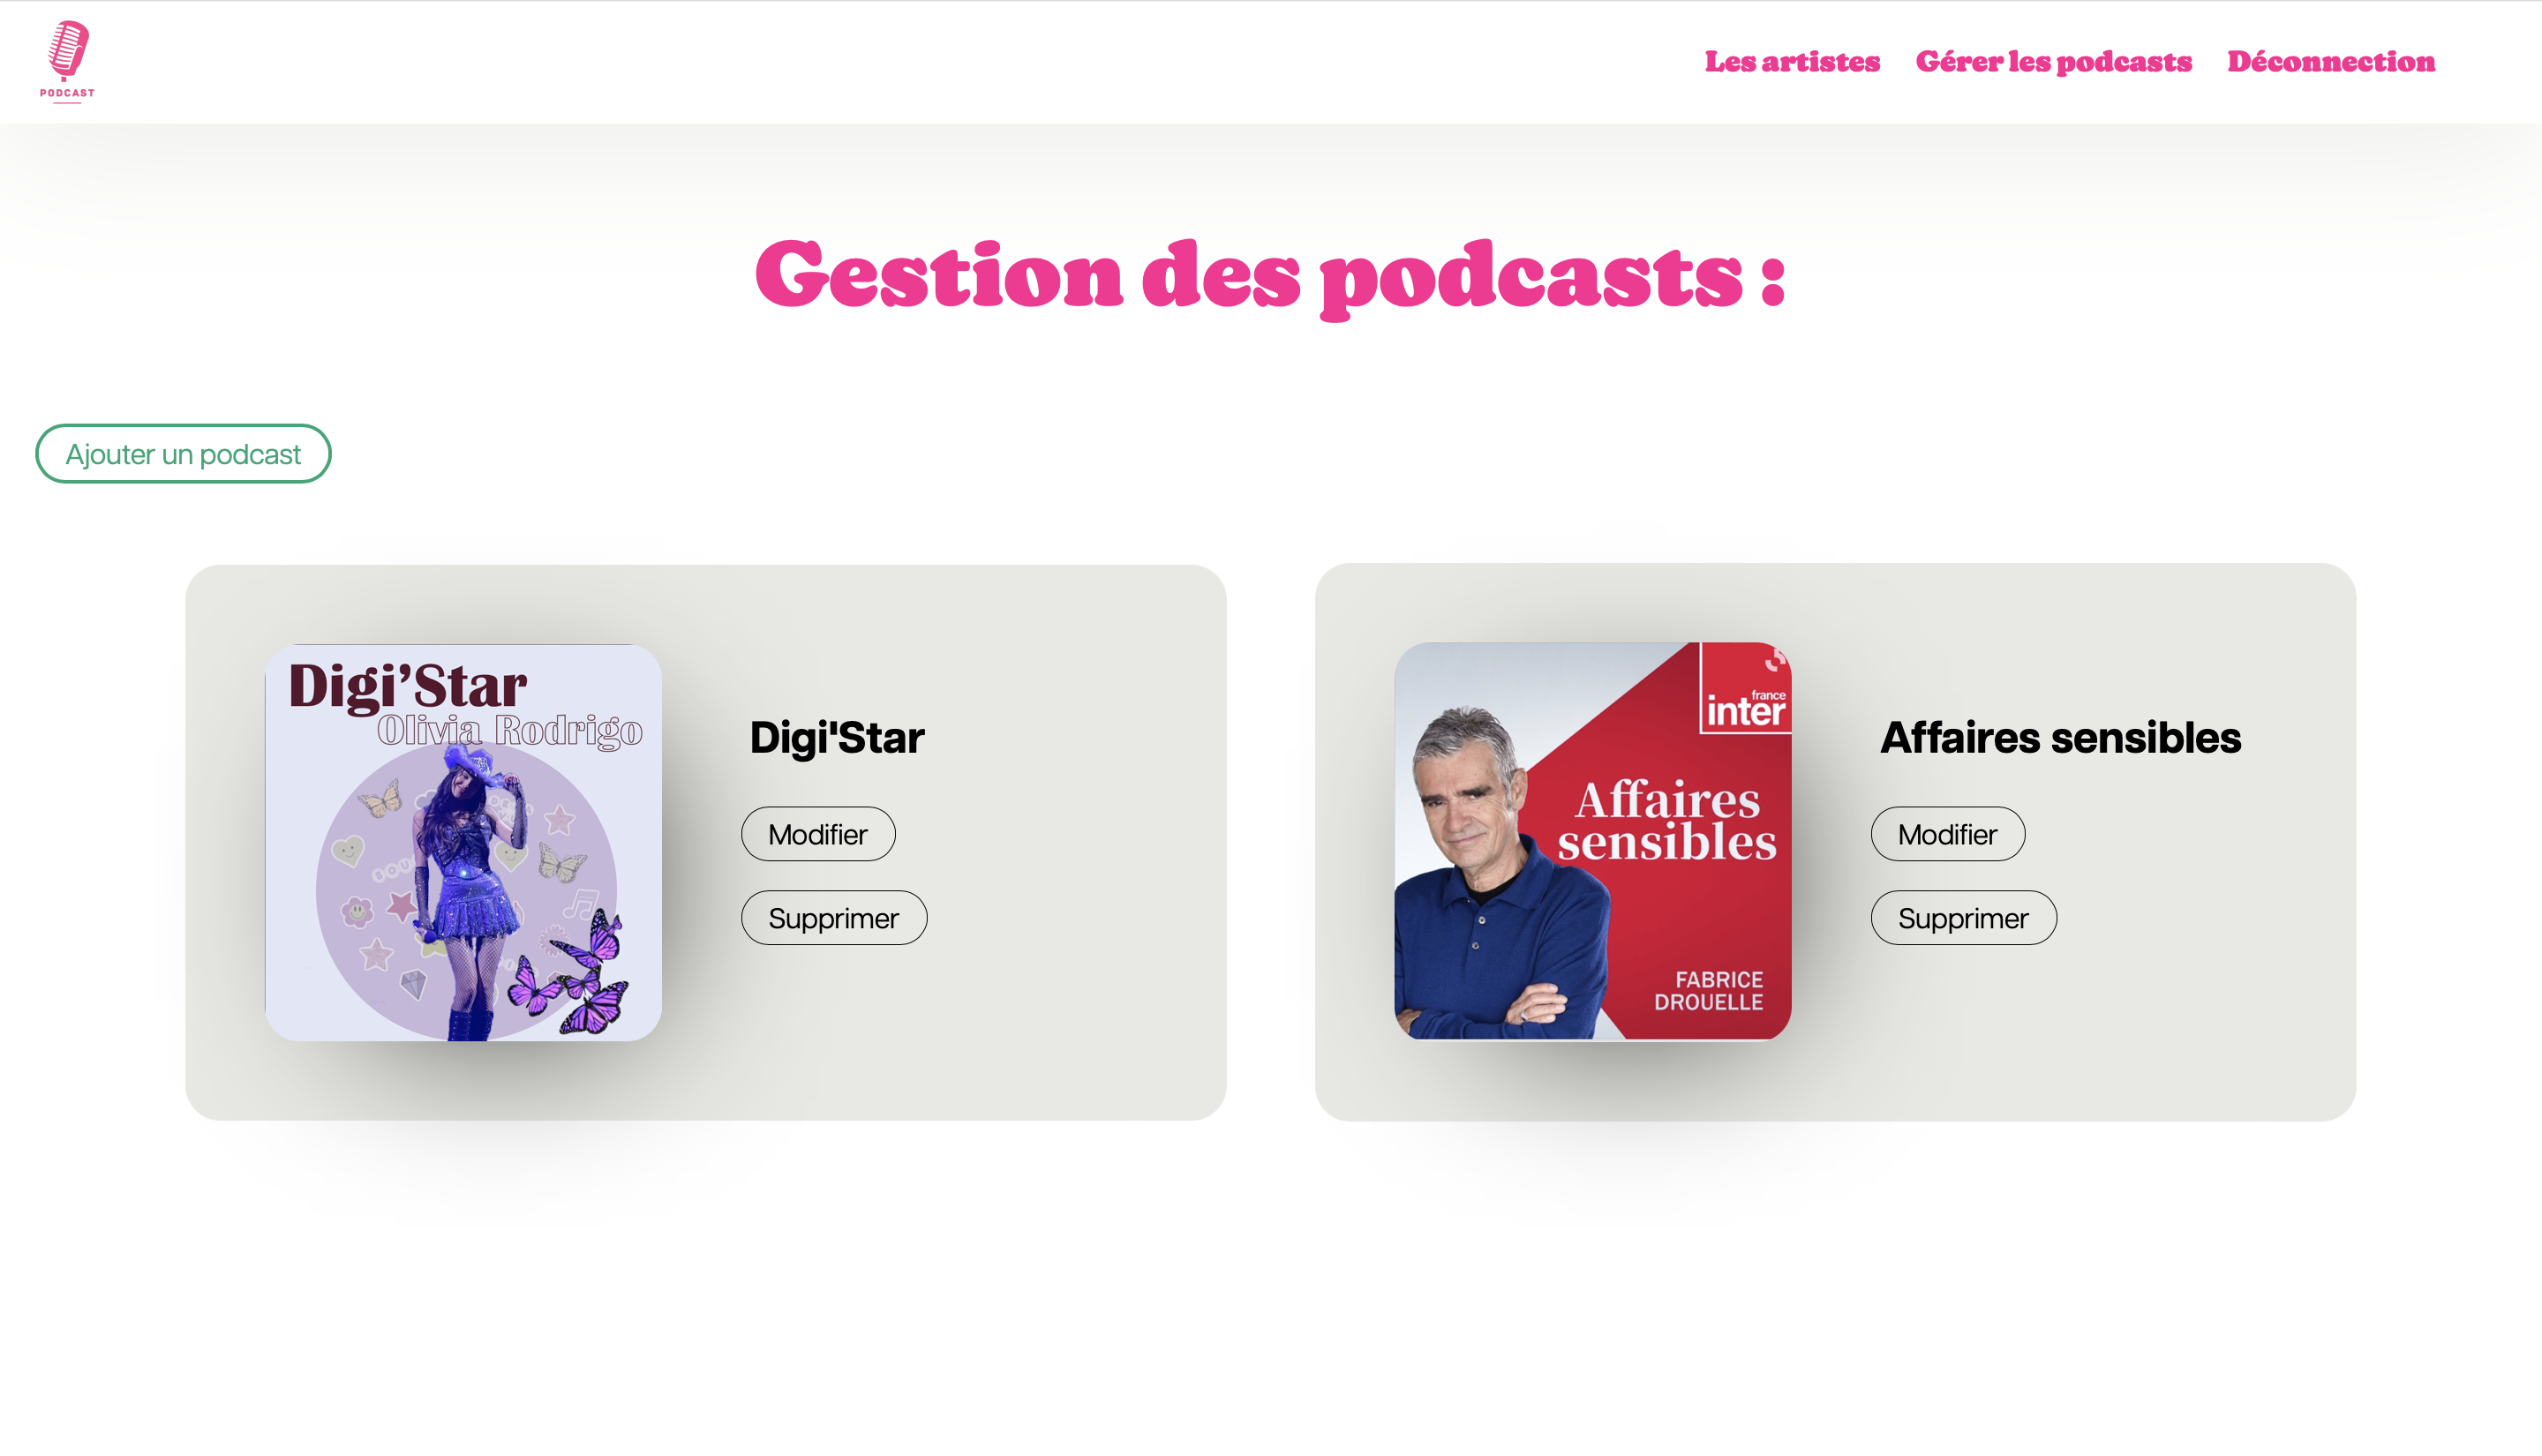 PODCAST
Les artistes Gérer les podcasts Déconnection
Gestion des podcasts :
Ajouter un podcast
Digi’Star
Olivia Rodrigo
Digi'Star
Modifier
Supprimer
france
inter
Affaires
sensibles
FABRICE
DROUELLE
Affaires sensibles
Modifier
Supprimer